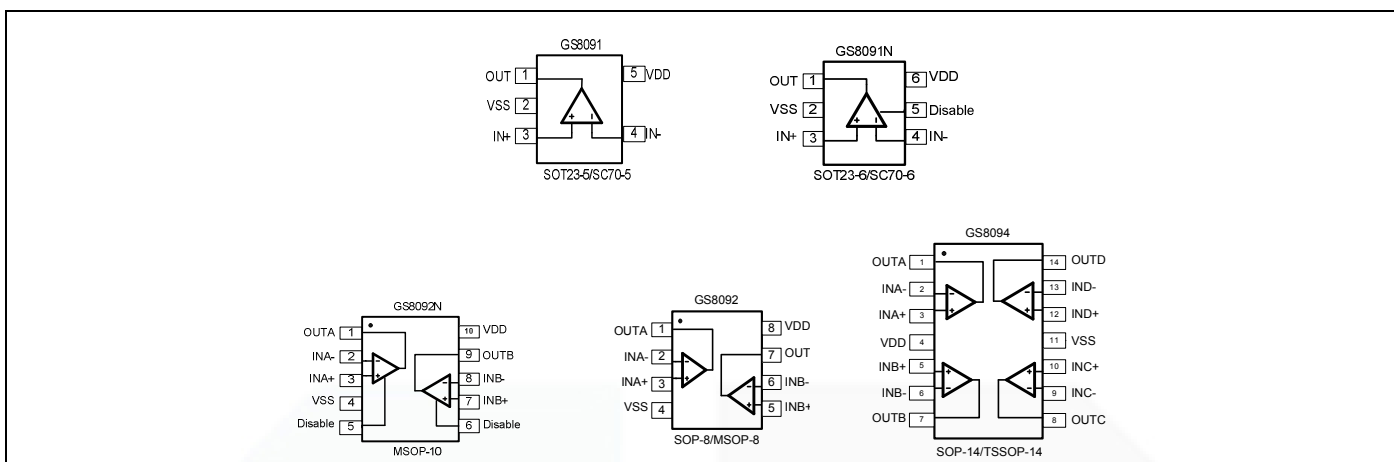 GS8091
OUT 1
VSS 2
IN+ 3
5 VDD
4 IN-
SOT23-5/SC70-5
GS8091N
OUT 1
VSS 2
IN+ 3
6 VDD
5 Disable
4 IN-
SOT23-6/SC70-6
GS8092N
OUTA 1
INA- 2
INA+ 3
VSS 4
Disable 5
10 VDD
9 OUTB
8 INB-
7 INB+
6 Disable
MSOP-10
GS8092
OUTA 1
INA- 2
INA+ 3
VSS 4
8 VDD
7 OUT
6 INB-
5 INB+
SOP-8/MSOP-8
GS8094
OUTA 1
INA- 2
INA+ 3
VDD 4
INB+ 5
INB- 6
OUTB 7
14 OUTD
13 IND-
12 IND+
11 VSS
10 INC+
9 INC-
8 OUTC
SOP-14/TSSOP-14